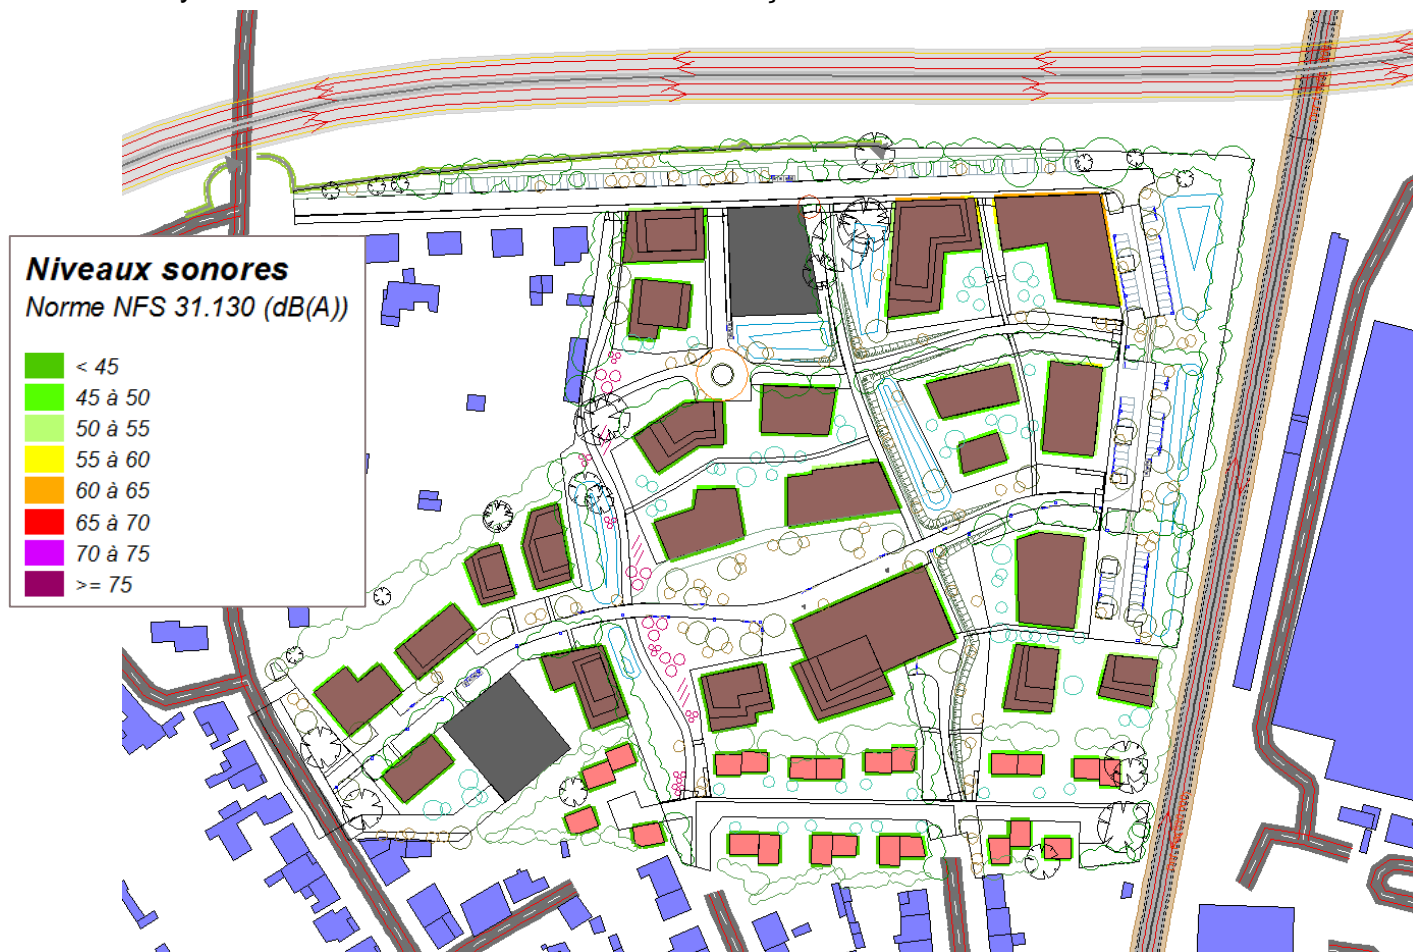 Niveaux sonores
Norme NFS 31.130 (dB(A))
< 45
45 à 50
50 à 55
55 à 60
60 à 65
65 à 70
70 à 75
>= 75